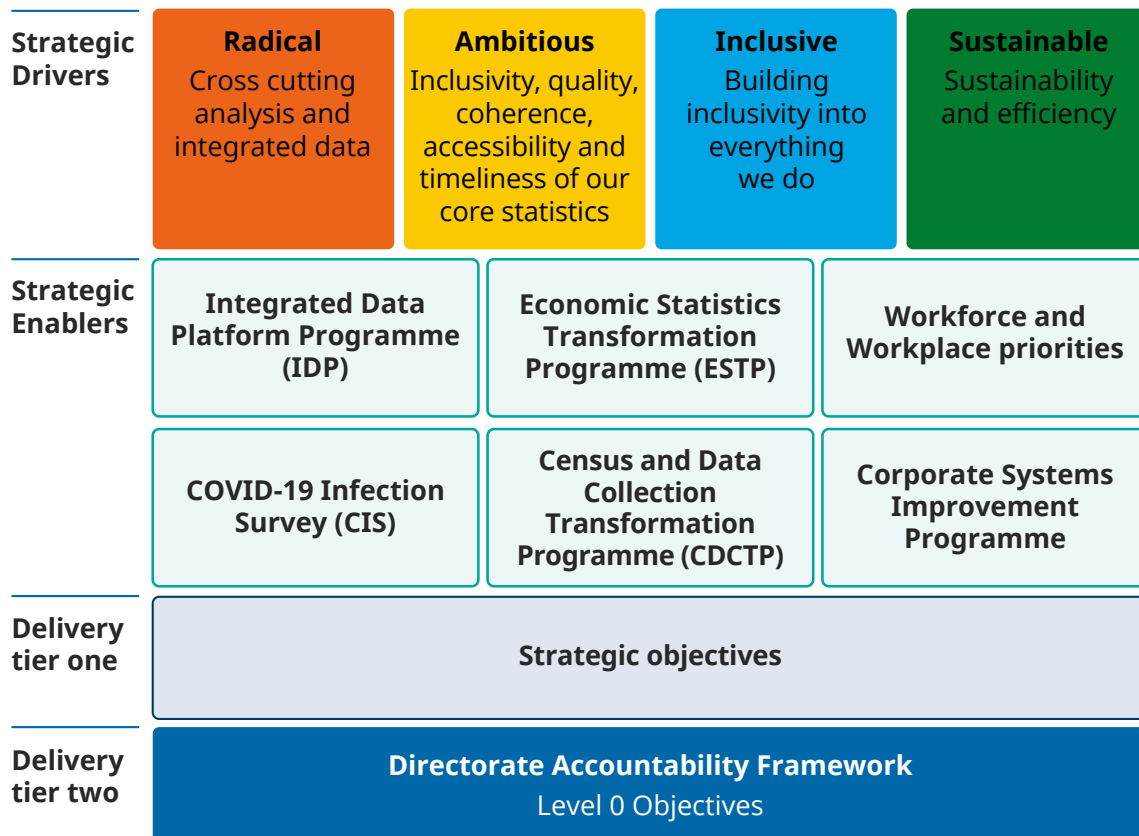 Strategic
Drivers
Radical
Cross cutting
analysis and
integrated data
Ambitious
Inclusivity, quality,
coherence,
accessibility and
timeliness of our
core statistics
Inclusive
Building
inclusivity into
everything
we do
Sustainable
Sustainability
and efficiency
Strategic
Enablers
Integrated Data
Platform Programme
(IDP)
Economic Statistics
Transformation
Programme (ESTP)
Workforce and
Workplace priorities
COVID-19 Infection
Survey (CIS)
Census and Data
Collection
Transformation
Programme (CDCTP)
Corporate Systems
Improvement
Programme
Delivery
tier one
Strategic objectives
Delivery
tier two
Directorate Accountability Framework
Level 0 Objectives